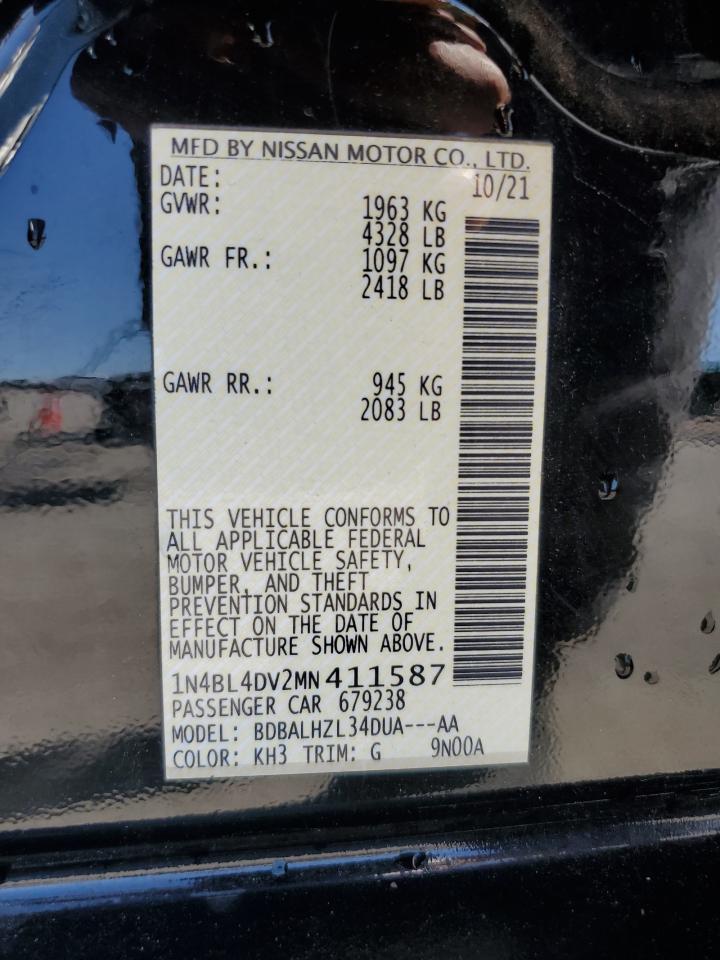 MFD BY NISSAN MOTOR CO., LTD.
DATE: 10/21
GVWR: 1963 KG
4328 LB
GAWR FR.: 1097 KG
2418 LB
GAWR RR.: 945 KG
2083 LB
THIS VEHICLE CONFORMS TO
ALL APPLICABLE FEDERAL
MOTOR VEHICLE SAFETY,
BUMPER, AND THEFT
PREVENTION STANDARDS IN
EFFECT ON THE DATE OF
MANUFACTURE SHOWN ABOVE.
1N4BL4DV2MN411587
PASSENGER CAR 679238
MODEL: BDBALHZL34DUA---AA
COLOR: KH3 TRIM: G 9N00A